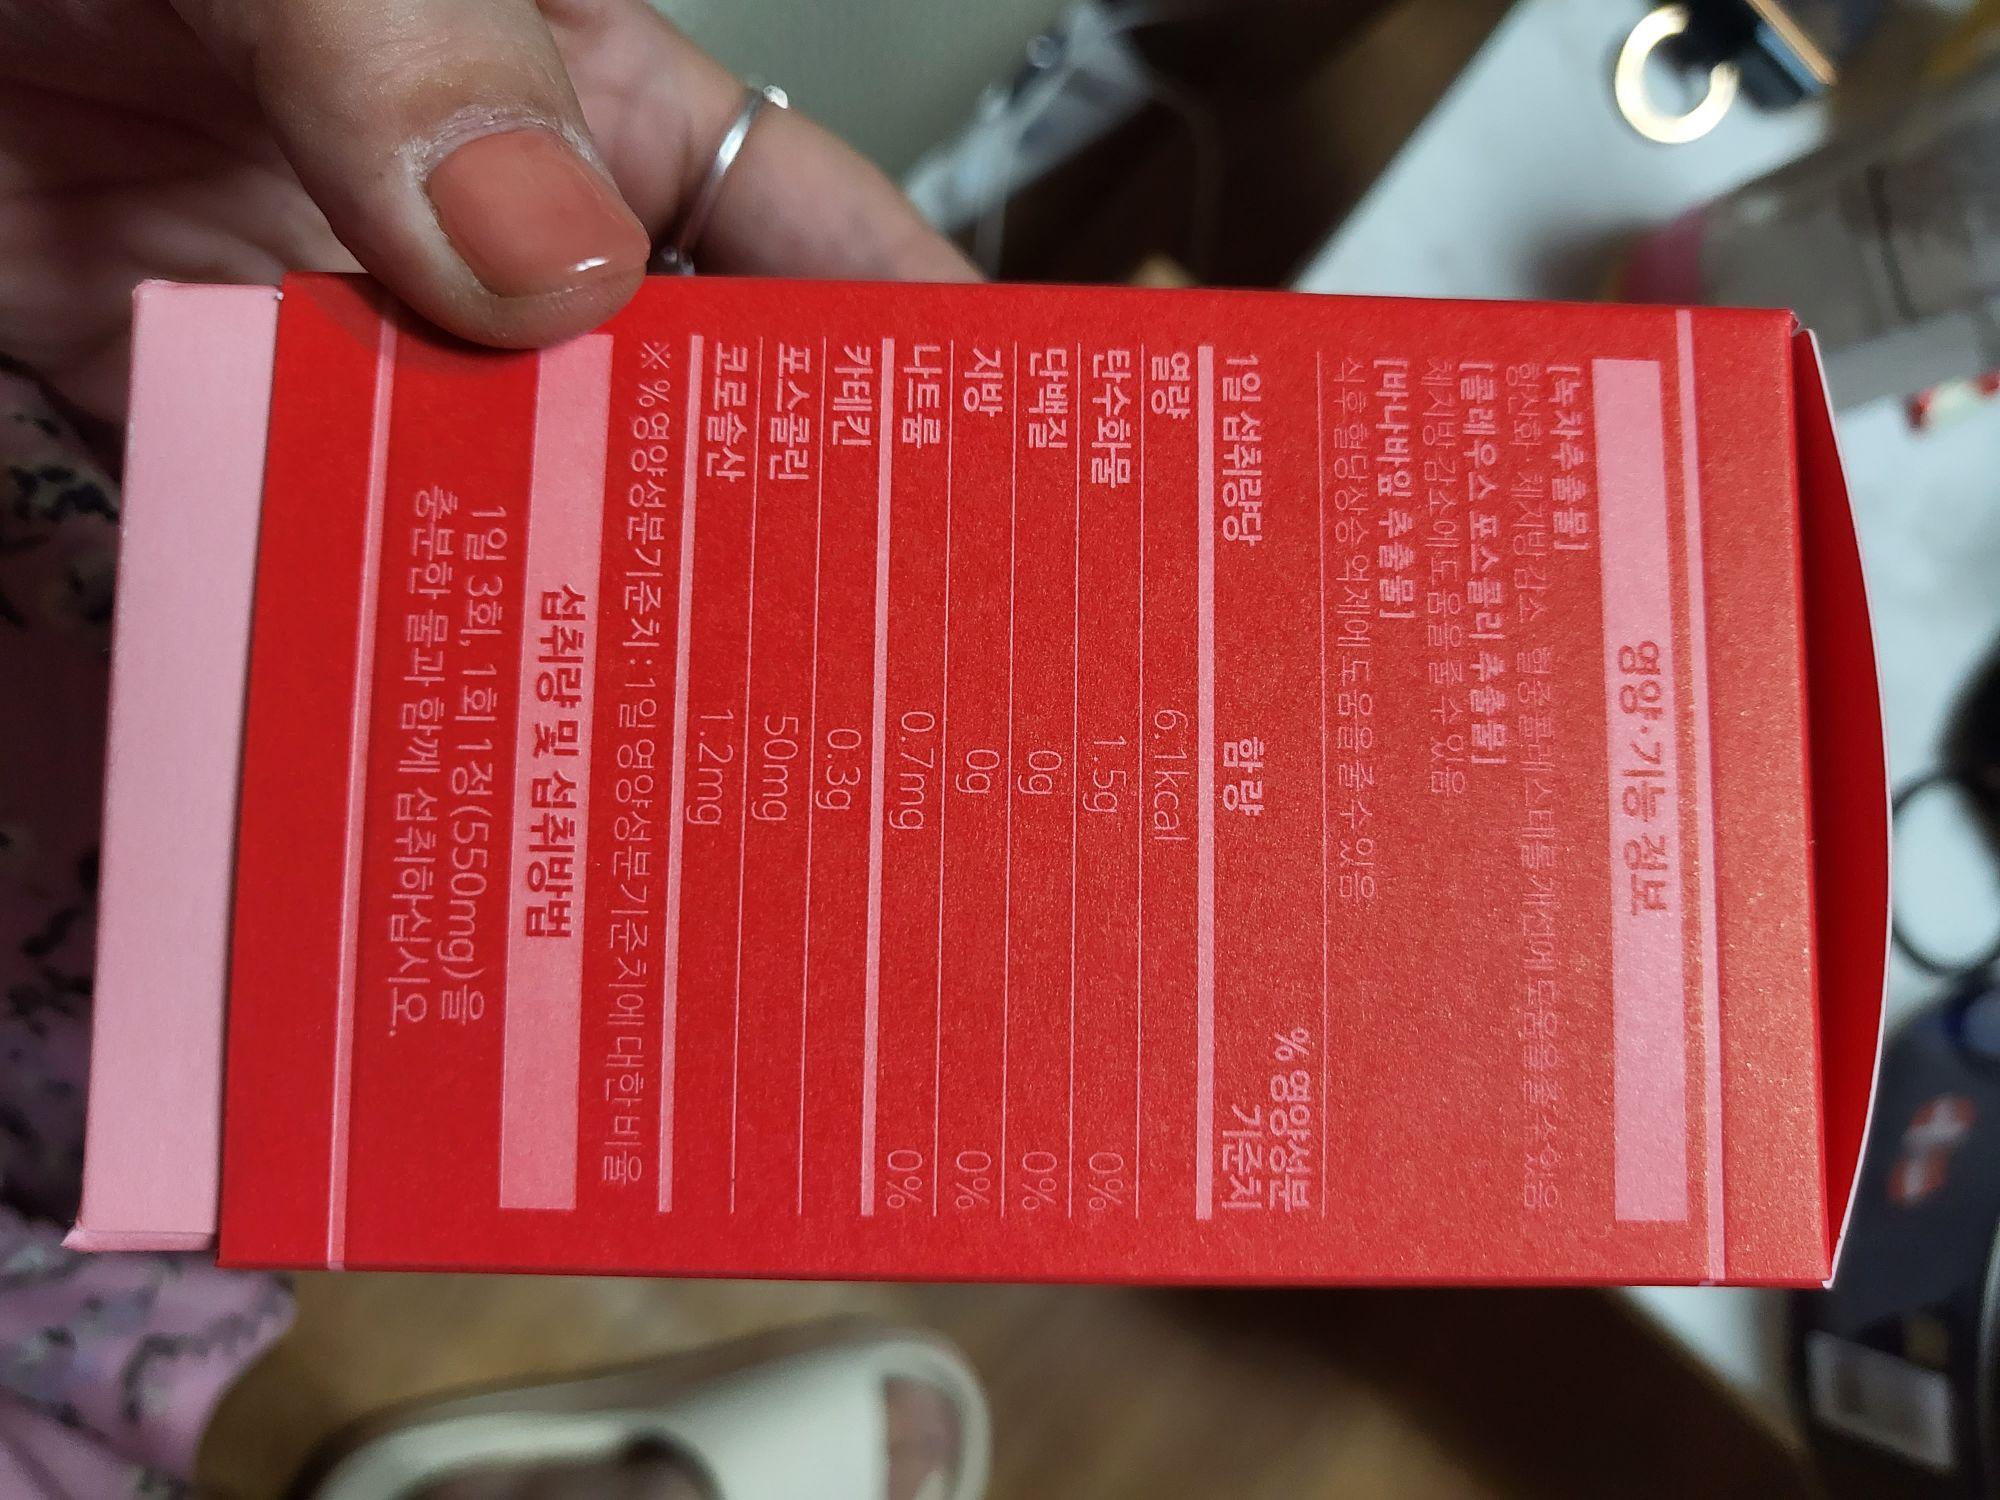 영양·기능 정보
[녹차추출물]
항산화·체지방 감소·혈중콜레스테롤 개선에 도움을 줄 수 있음
[콜레우스 포스콜리 추출물]
체지방 감소에 도움을 줄 수 있음
[바나바잎 추출물]
식후 혈당상승 억제에 도움을 줄 수 있음
1일 섭취량당 함량 % 영양성분 기준치
열량 6.1kcal
탄수화물 1.5g 0%
단백질 0g 0%
지방 0g 0%
나트륨 0.7mg 0%
카테킨 0.3g
포스콜린 50mg
코로솔산 1.2mg
※ %영양성분기준치 : 1일 영양성분기준치에 대한 비율
섭취량 및 섭취방법
1일 3회, 1회 1정(550mg)을
충분한 물과 함께 섭취하십시오.